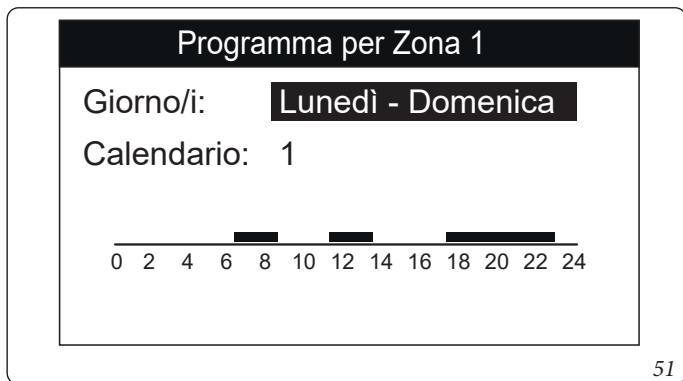 Programma per Zona 1
Giorno/i: Lunedì - Domenica
Calendario: 1
0 2 4 6 8 10 12 14 16 18 20 22 24
51